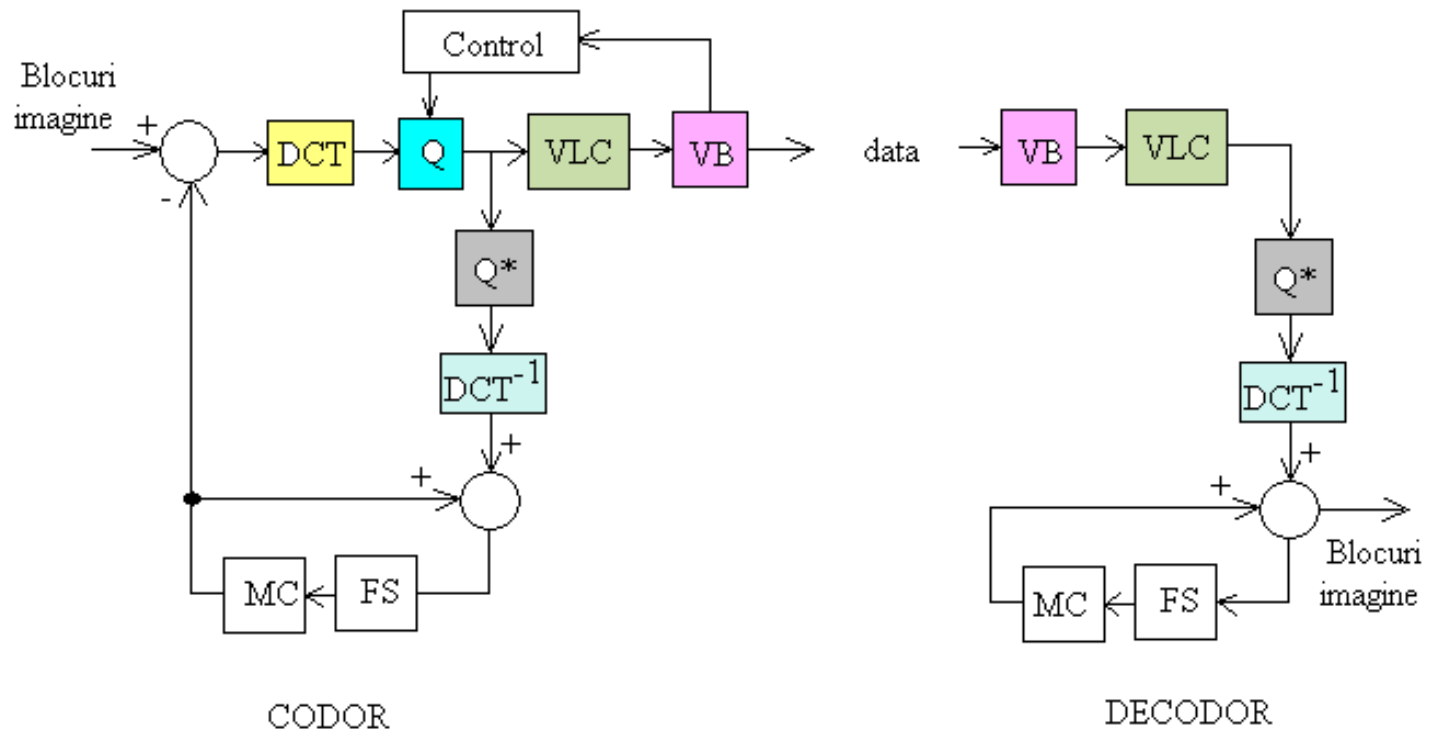 Control
Blocuri
imagine
+
DCT
Q
VLC
VB
data
VB
VLC
-
Q*
Q*
DCT-1
DCT-1
+
+
+
+
MC
FS
MC
FS
Blocuri
imagine
CODOR
DECODOR